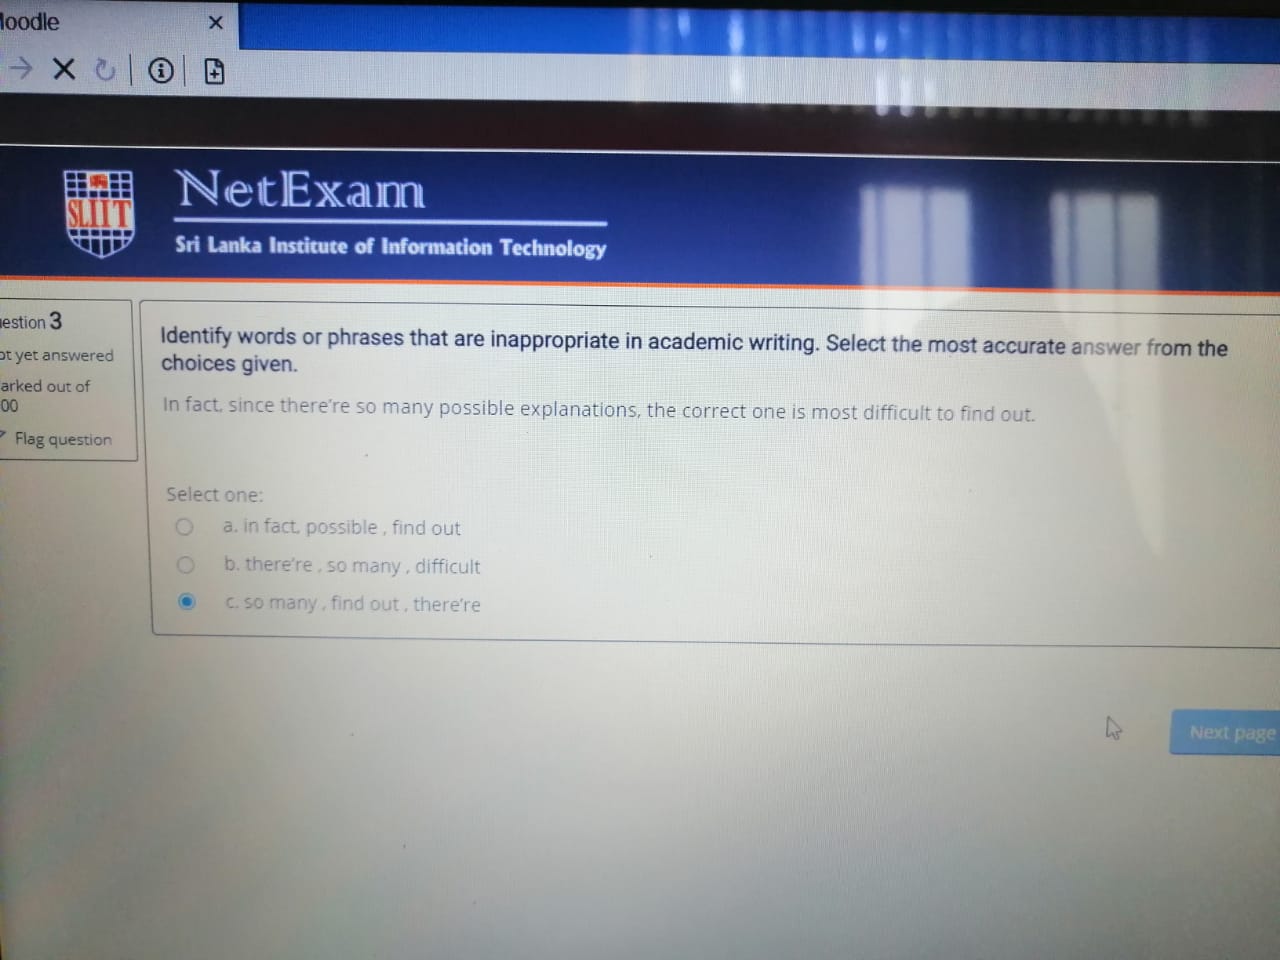 loodle
NetExam
SLIIT
Sri Lanka Institute of Information Technology
estion 3
ot yet answered
arked out of
00
Flag question
Identify words or phrases that are inappropriate in academic writing. Select the most accurate answer from the
choices given.
In fact, since there're so many possible explanations, the correct one is most difficult to find out.
Select one:
a. in fact, possible , find out
b. there're , so many , difficult
c. so many , find out , there're
Next page